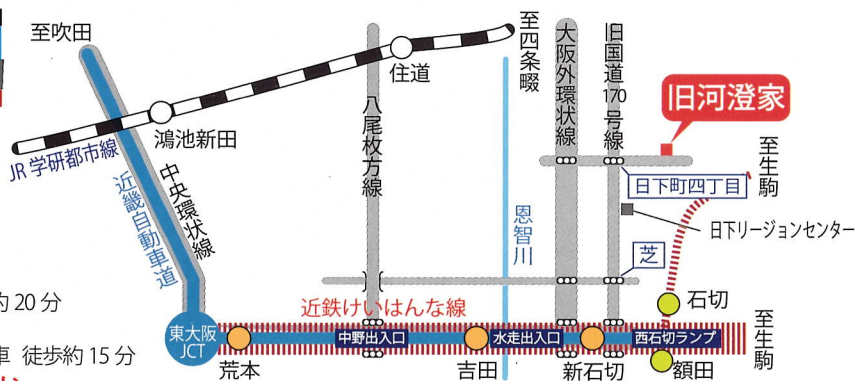 至吹田
JR学研都市線
鴻池新田
住道
至四条畷
近畿自動車道
中央環状線
八尾枚方線
恩智川
大阪外環状線
旧国道170号線
旧河澄家
至生駒
日下町四丁目
日下リージョンセンター
芝
石切
近鉄けいはんな線
東大阪
JCT
荒本
中野出入口
吉田
水走出入口
新石切
西石切ランプ
額田
至生駒
約20分
車 徒歩約15分